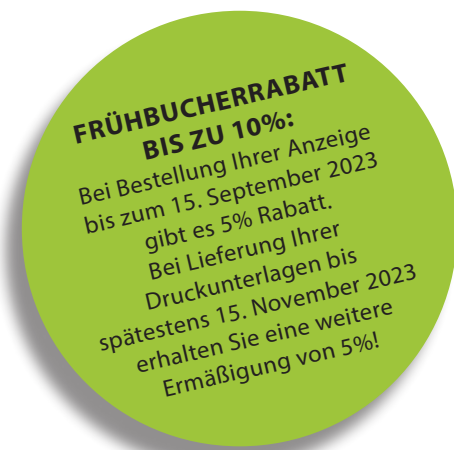 FRÜHBUCHERRABATT
BIS ZU 10%:
Bei Bestellung Ihrer Anzeige
bis zum 15. September 2023
gibt es 5% Rabatt.
Bei Lieferung Ihrer
Druckunterlagen bis
spätestens 15. November 2023
erhalten Sie eine weitere
Ermäßigung von 5%!